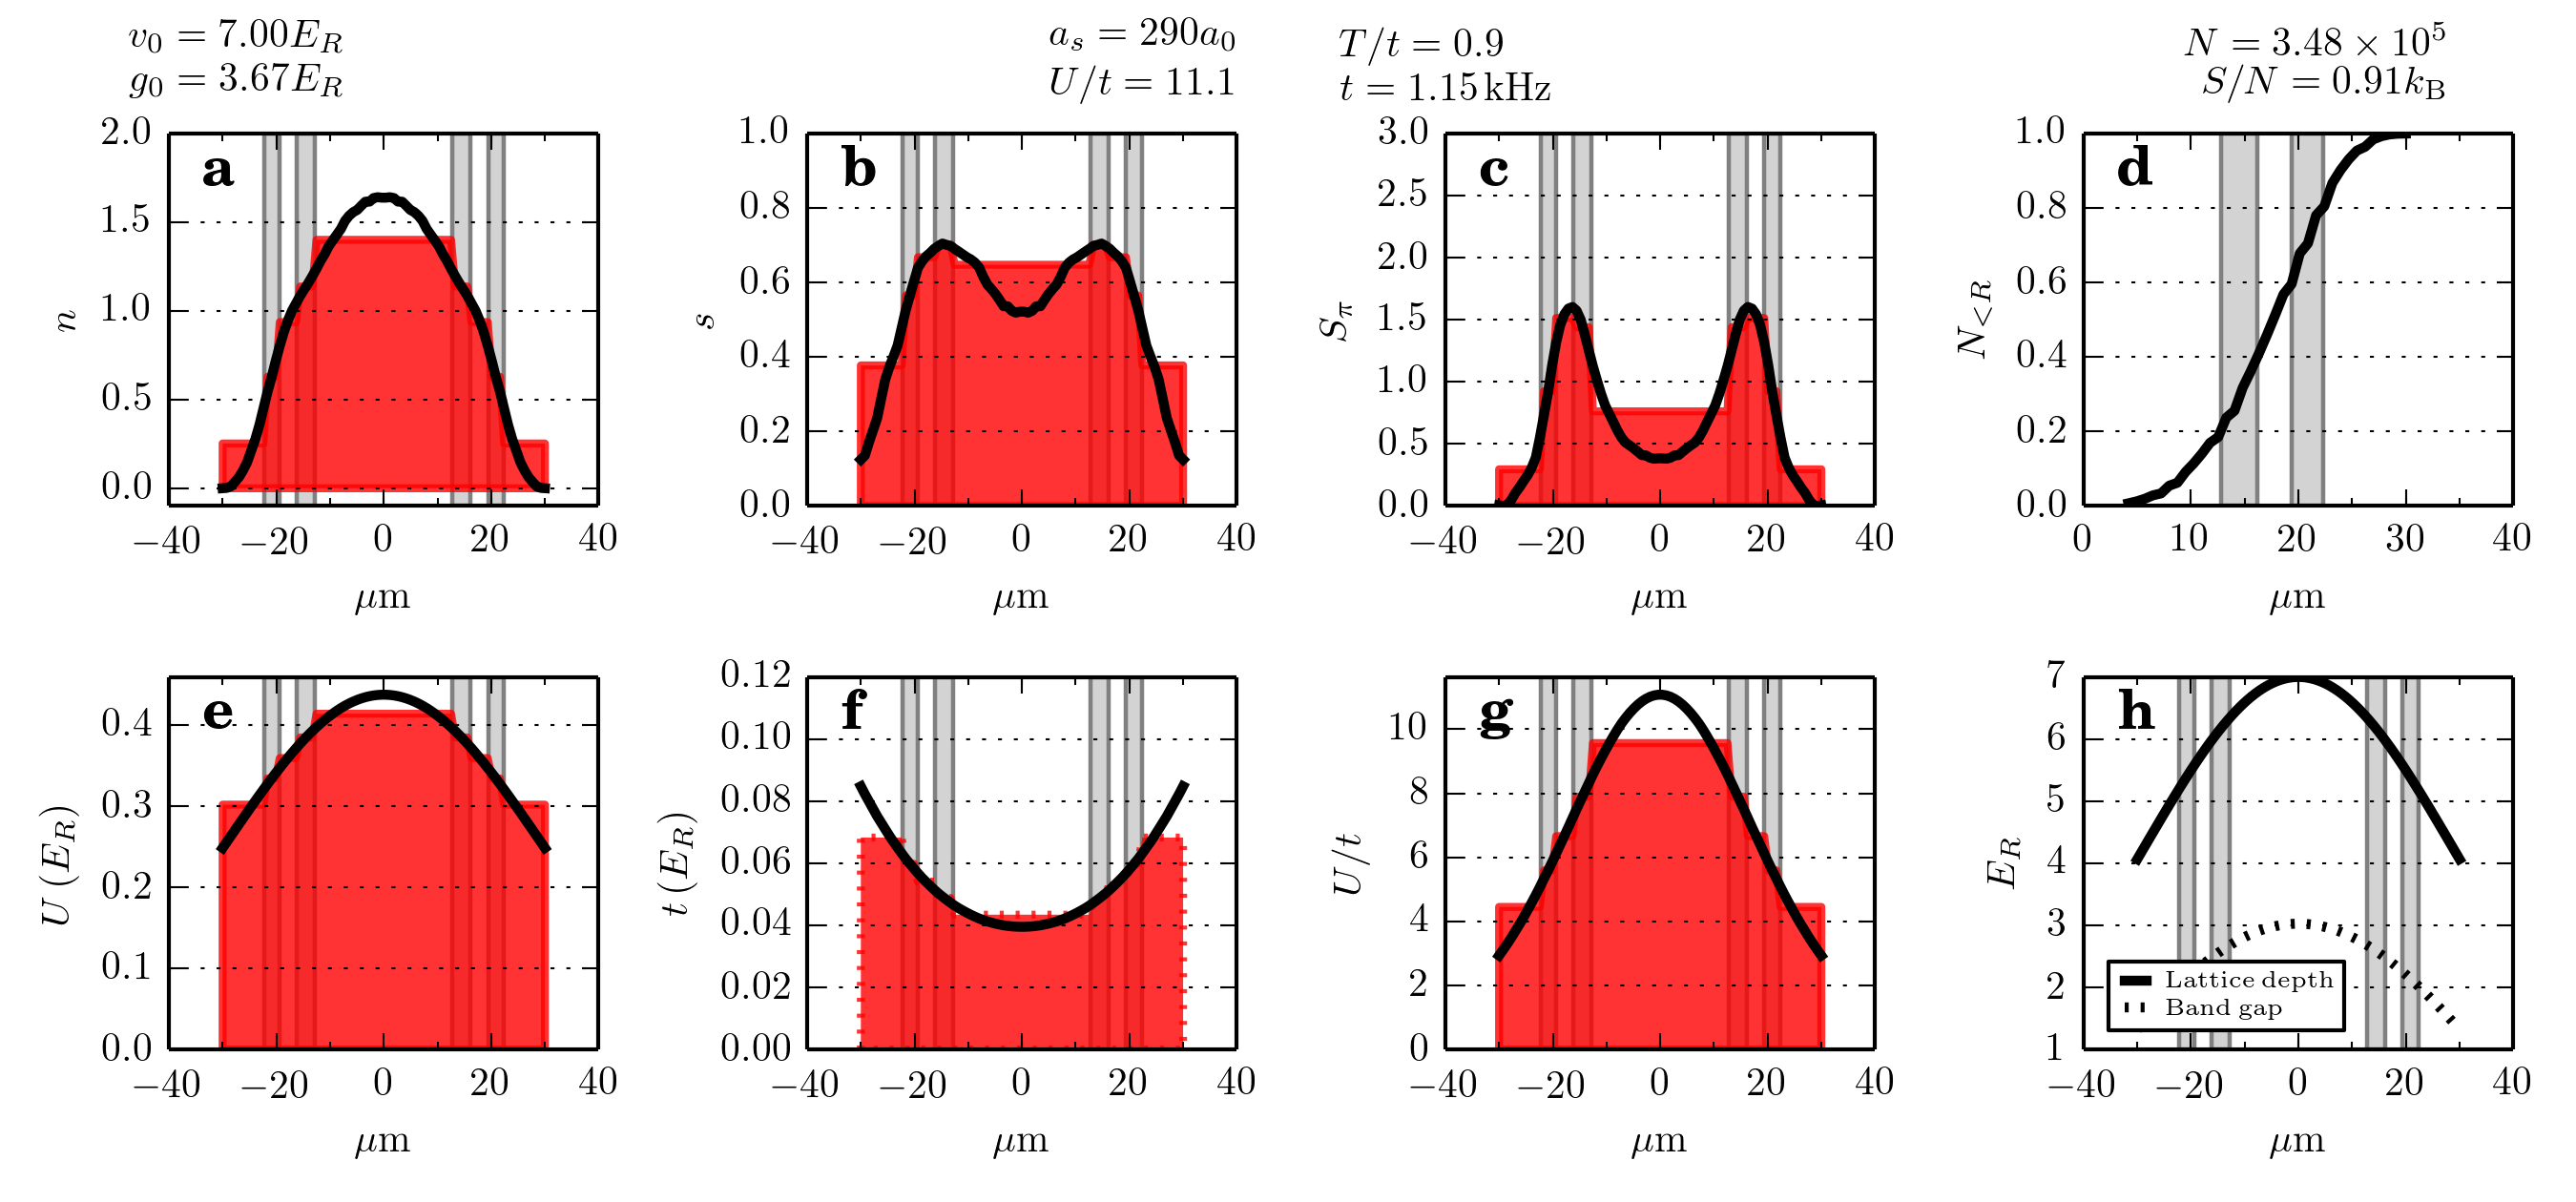 v₀ = 7.00E_R
g₀ = 3.67E_R
a_s = 290a₀
U/t = 11.1
T/t = 0.9
t = 1.15 kHz
N = 3.48 × 10⁵
S/N = 0.91k_B
a
n
2.0
1.5
1.0
0.5
0.0
−40 −20 0 20 40
μm
b
s
1.0
0.8
0.6
0.4
0.2
0.0
−40 −20 0 20 40
μm
c
S_π
3.0
2.5
2.0
1.5
1.0
0.5
0.0
−40 −20 0 20 40
μm
d
N_{<R}
1.0
0.8
0.6
0.4
0.2
0.0
0 10 20 30 40
μm
e
U (E_R)
0.4
0.3
0.2
0.1
0.0
−40 −20 0 20 40
μm
f
t (E_R)
0.12
0.10
0.08
0.06
0.04
0.02
0.00
−40 −20 0 20 40
μm
g
U/t
10
8
6
4
2
0
−40 −20 0 20 40
μm
h
E_R
7
6
5
4
3
2
1
Lattice depth
Band gap
−40 −20 0 20 40
μm